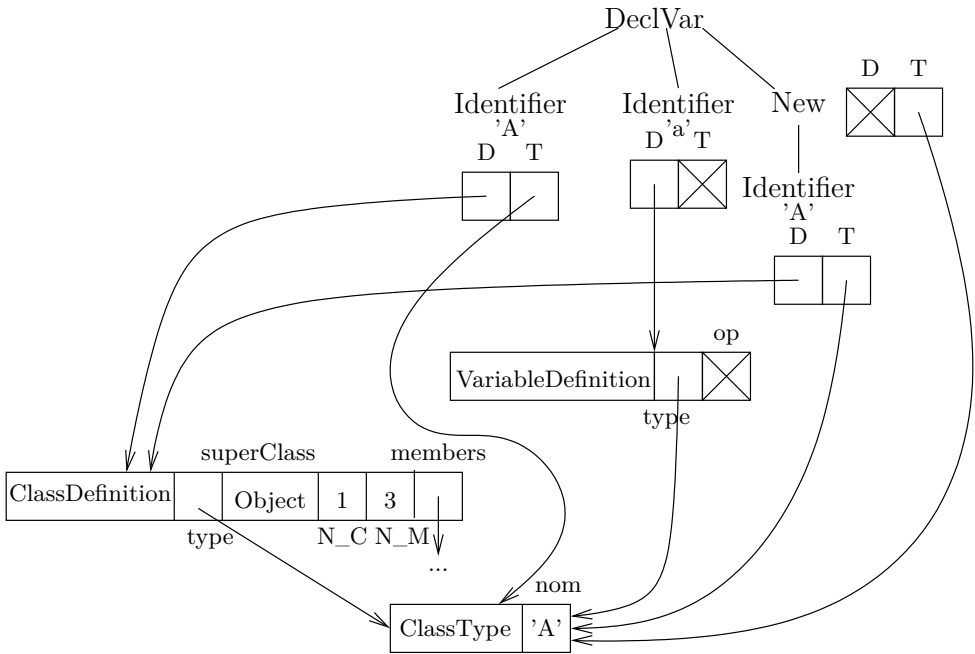 DeclVar
D T
Identifier Identifier New
'A' 'a'
D T D T
Identifier
'A'
D T
op
VariableDefinition
type
superClass members
ClassDefinition Object 1 3
type N_C N_M
...
nom
ClassType 'A'